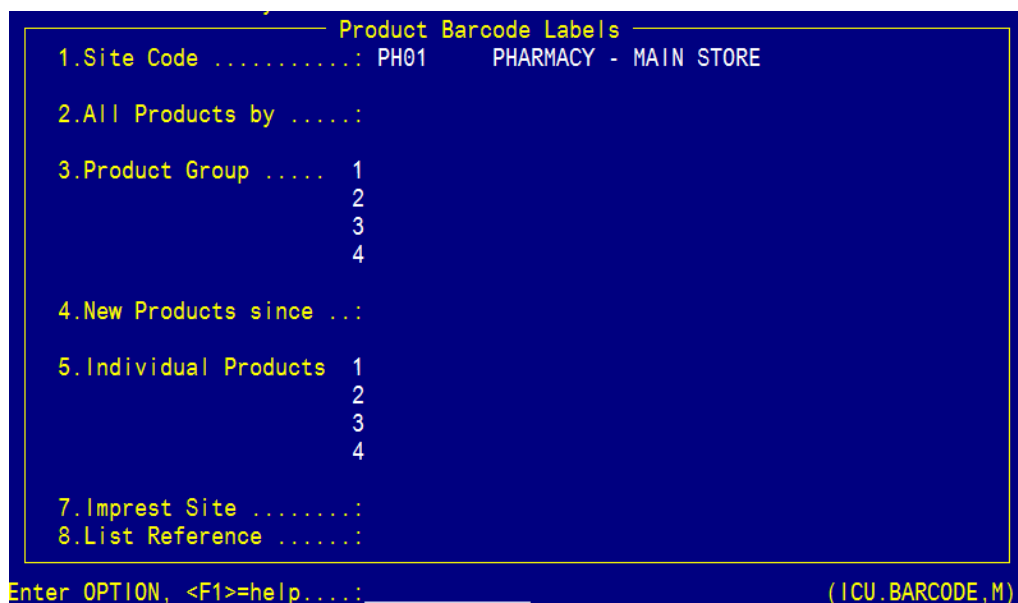 Product Barcode Labels
1.Site Code ...........: PH01 PHARMACY - MAIN STORE
2.All Products by .....:
3.Product Group ..... 1
2
3
4
4.New Products since ..:
5.Individual Products 1
2
3
4
7.Imprest Site ........:
8.List Reference ......:
Enter OPTION, <F1>=help....: (ICU.BARCODE,M)